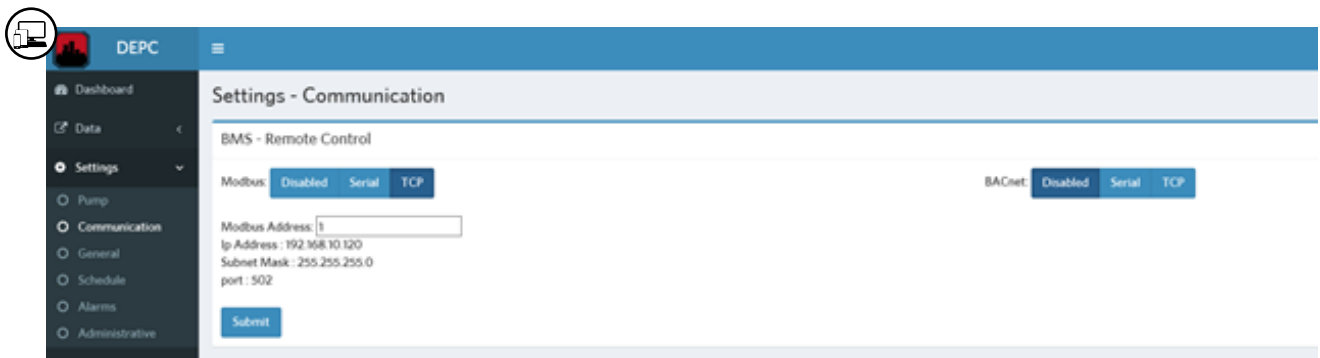 DEPC
Dashboard
Data
Settings
Pump
Communication
General
Schedule
Alarms
Administrative
Settings - Communication
BMS - Remote Control
Modbus: Disabled Serial TCP
BACnet: Disabled Serial TCP
Modbus Address: 1
Ip Address : 192.168.10.120
Subnet Mask : 255.255.255.0
port : 502
Submit